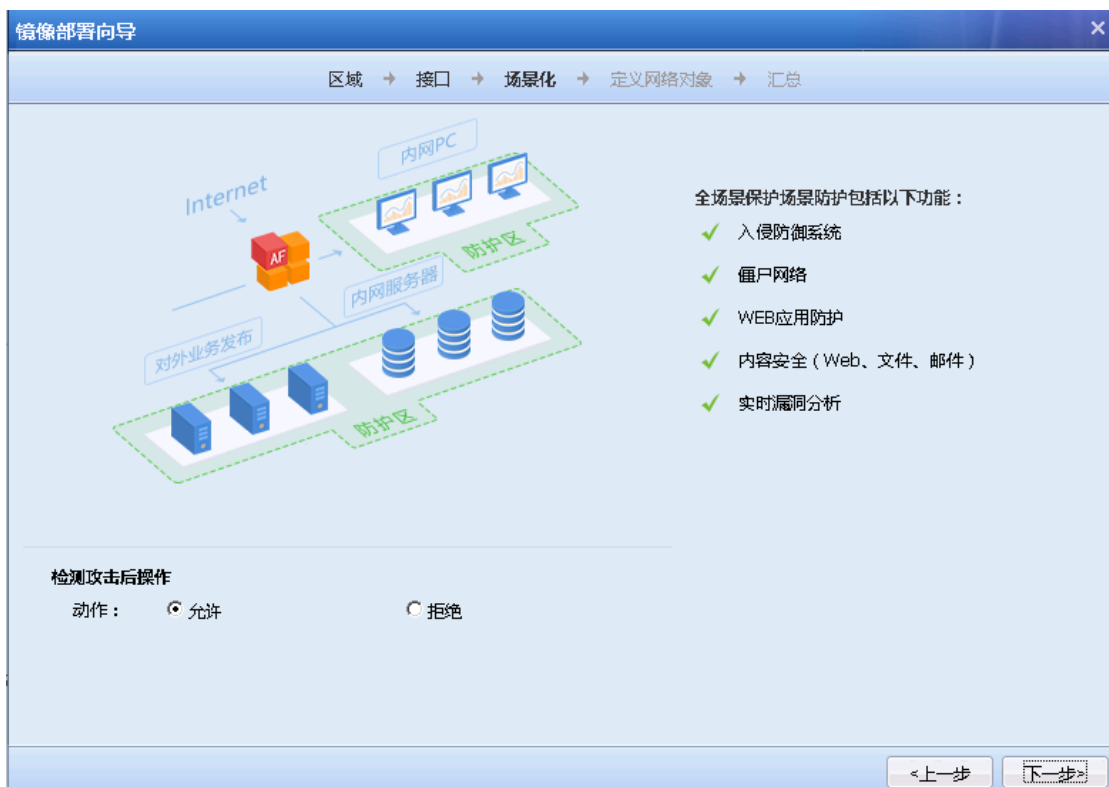 镜像部署向导
区域 → 接口 → 场景化 → 定义网络对象 → 汇总
内网PC
Internet
AF
防护区
内网服务器
对外业务发布
防护区
全场景保护场景防护包括以下功能：
入侵防御系统
僵尸网络
WEB应用防护
内容安全（Web、文件、邮件）
实时漏洞分析
检测攻击后操作
动作： 允许 拒绝
<上一步 下一步>